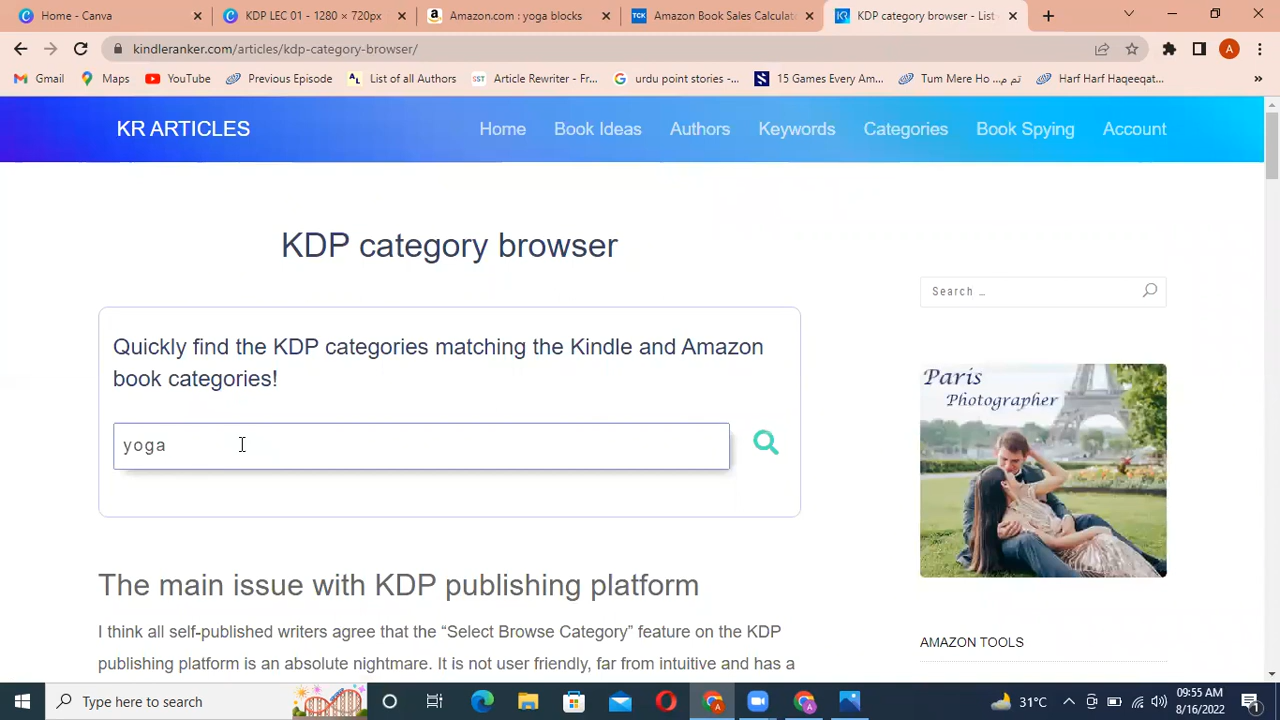 Home - Canva
KDP LEC 01 - 1280 × 720px
Amazon.com : yoga blocks
TCK
Amazon Book Sales Calculat
KDP category browser - List
kindleranker.com/articles/kdp-category-browser/
A
Gmail
Maps
YouTube
Previous Episode
List of all Authors
SST
Article Rewriter - Fr...
urdu point stories -...
15 Games Every Am...
Tum Mere Ho ... تم م...
Harf Harf Haqeeqat...
KR ARTICLES
Home
Book Ideas
Authors
Keywords
Categories
Book Spying
Account
KDP category browser
Search ...
Quickly find the KDP categories matching the Kindle and Amazon
book categories!
yoga
Paris
Photographer
The main issue with KDP publishing platform
I think all self-published writers agree that the “Select Browse Category” feature on the KDP
publishing platform is an absolute nightmare. It is not user friendly, far from intuitive and has a
AMAZON TOOLS
Type here to search
31°C
09:55 AM
8/16/2022
1